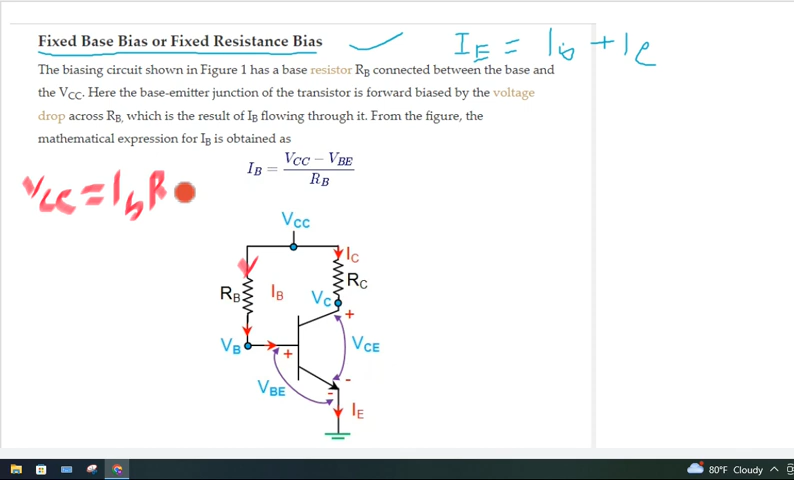 Fixed Base Bias or Fixed Resistance Bias
IE = Ib + Ic
The biasing circuit shown in Figure 1 has a base resistor RB connected between the base and
the VCC. Here the base-emitter junction of the transistor is forward biased by the voltage
drop across RB, which is the result of IB flowing through it. From the figure, the
mathematical expression for IB is obtained as
IB = VCC − VBE / RB
VCC = IbR
VCC
IC
RB
IB
RC
VC
+
VB
+
VCE
-
VBE
-
IE
80°F Cloudy